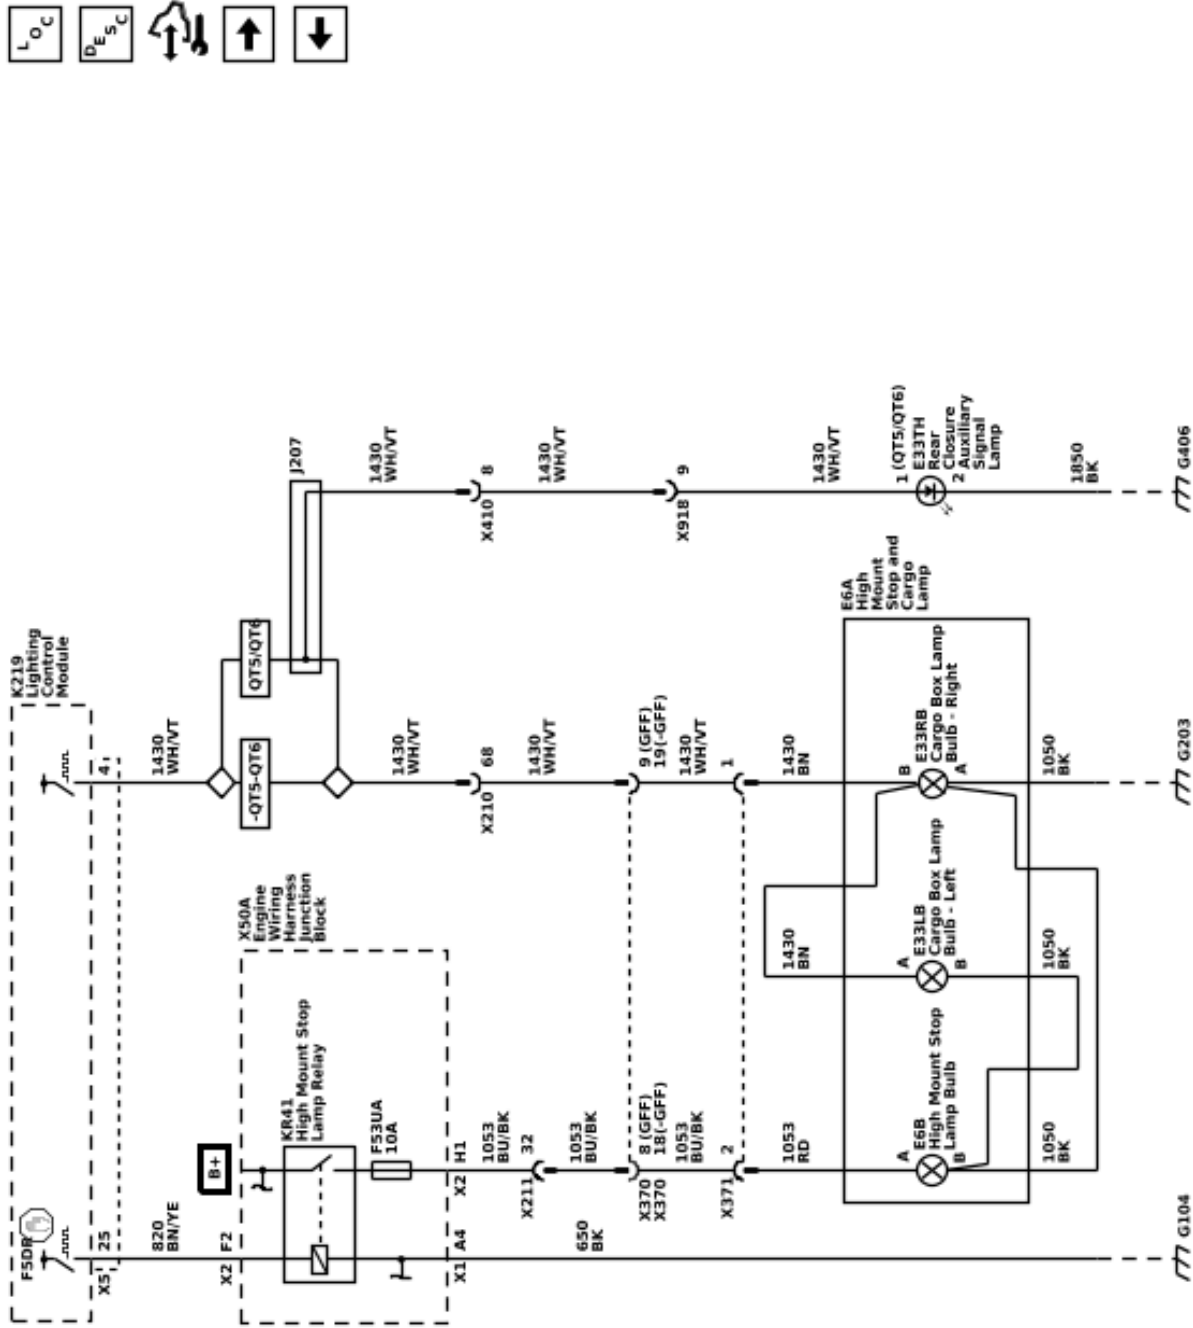 LOC
DESC
K219
Lighting
Control
Module
F5DR
X5
25
4
820
BN/YE
1430
WH/VT
-QT5-QT6
QT5/QT6
J207
X2
F2
B+
X50A
Engine
Wiring
Harness
Junction
Block
KR41
High Mount Stop
Lamp Relay
F53UA
10A
X1
A4
X2
H1
1053
BU/BK
1430
WH/VT
1430
WH/VT
X211
32
X210
68
X410
8
650
BK
1053
BU/BK
1430
WH/VT
1430
WH/VT
X370
8 (GFF)
X370
18(-GFF)
9 (GFF)
19(-GFF)
X918
9
1053
BU/BK
1430
WH/VT
X371
2
1
1053
RD
1430
BN
1430
BN
1430
WH/VT
E6A
High
Mount
Stop and
Cargo
Lamp
A
E6B
High Mount Stop
Lamp Bulb
B
A
E33LB
Cargo Box Lamp
Bulb - Left
B
B
E33RB
Cargo Box Lamp
Bulb - Right
A
1 (QT5/QT6)
E33TH
Rear
Closure
2 Auxiliary
Signal
Lamp
1050
BK
1050
BK
1050
BK
1850
BK
G104
G203
G406